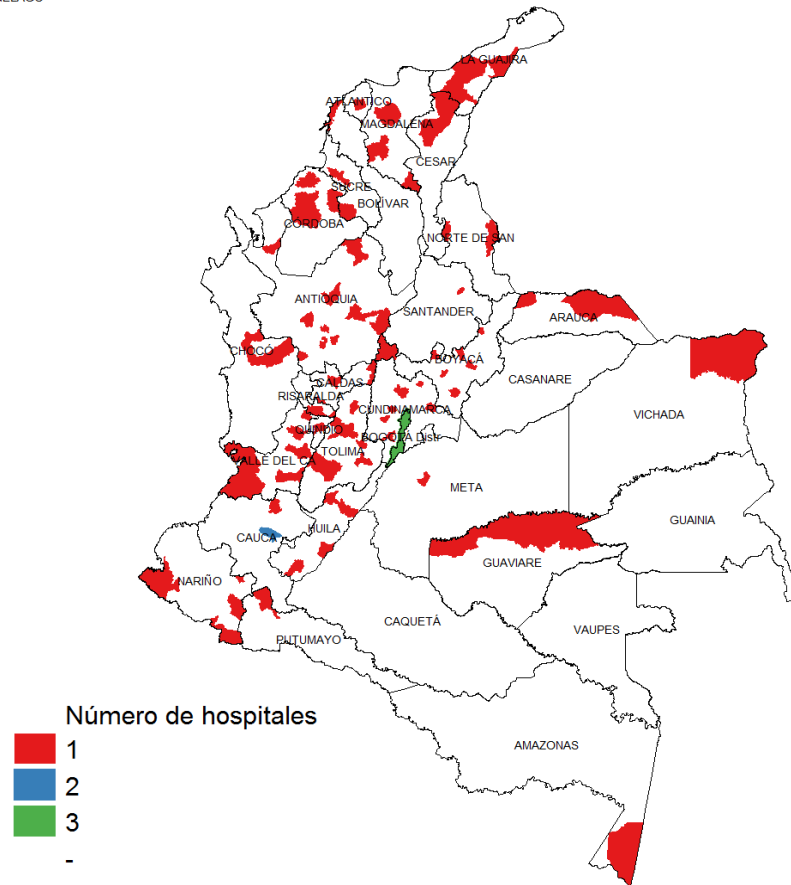 LA GUAJIRA
ATLANTICO
MAGDALENA
CESAR
SUCRE
BOLÍVAR
CÓRDOBA
NORTE DE SAN
ANTIOQUIA
SANTANDER
ARAUCA
CHOCÓ
BOYACÁ
CASANARE
CALDAS
RISARALDA
CUNDINAMARCA
VICHADA
QUINDIO
BOGOTÁ Distr
TOLIMA
VALLE DEL CA
META
GUAINIA
CAUCA
HUILA
GUAVIARE
NARIÑO
CAQUETÁ
VAUPES
PUTUMAYO
AMAZONAS
Número de hospitales
1
2
3
-